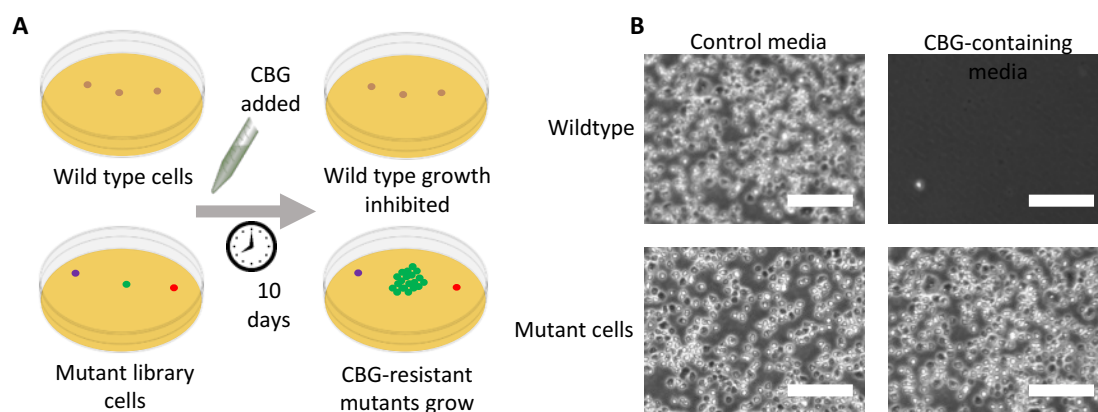 A
CBG
added
Wild type cells
Wild type growth
inhibited
10
days
Mutant library
cells
CBG-resistant
mutants grow
B
Control media
CBG-containing
media
Wildtype
Mutant cells